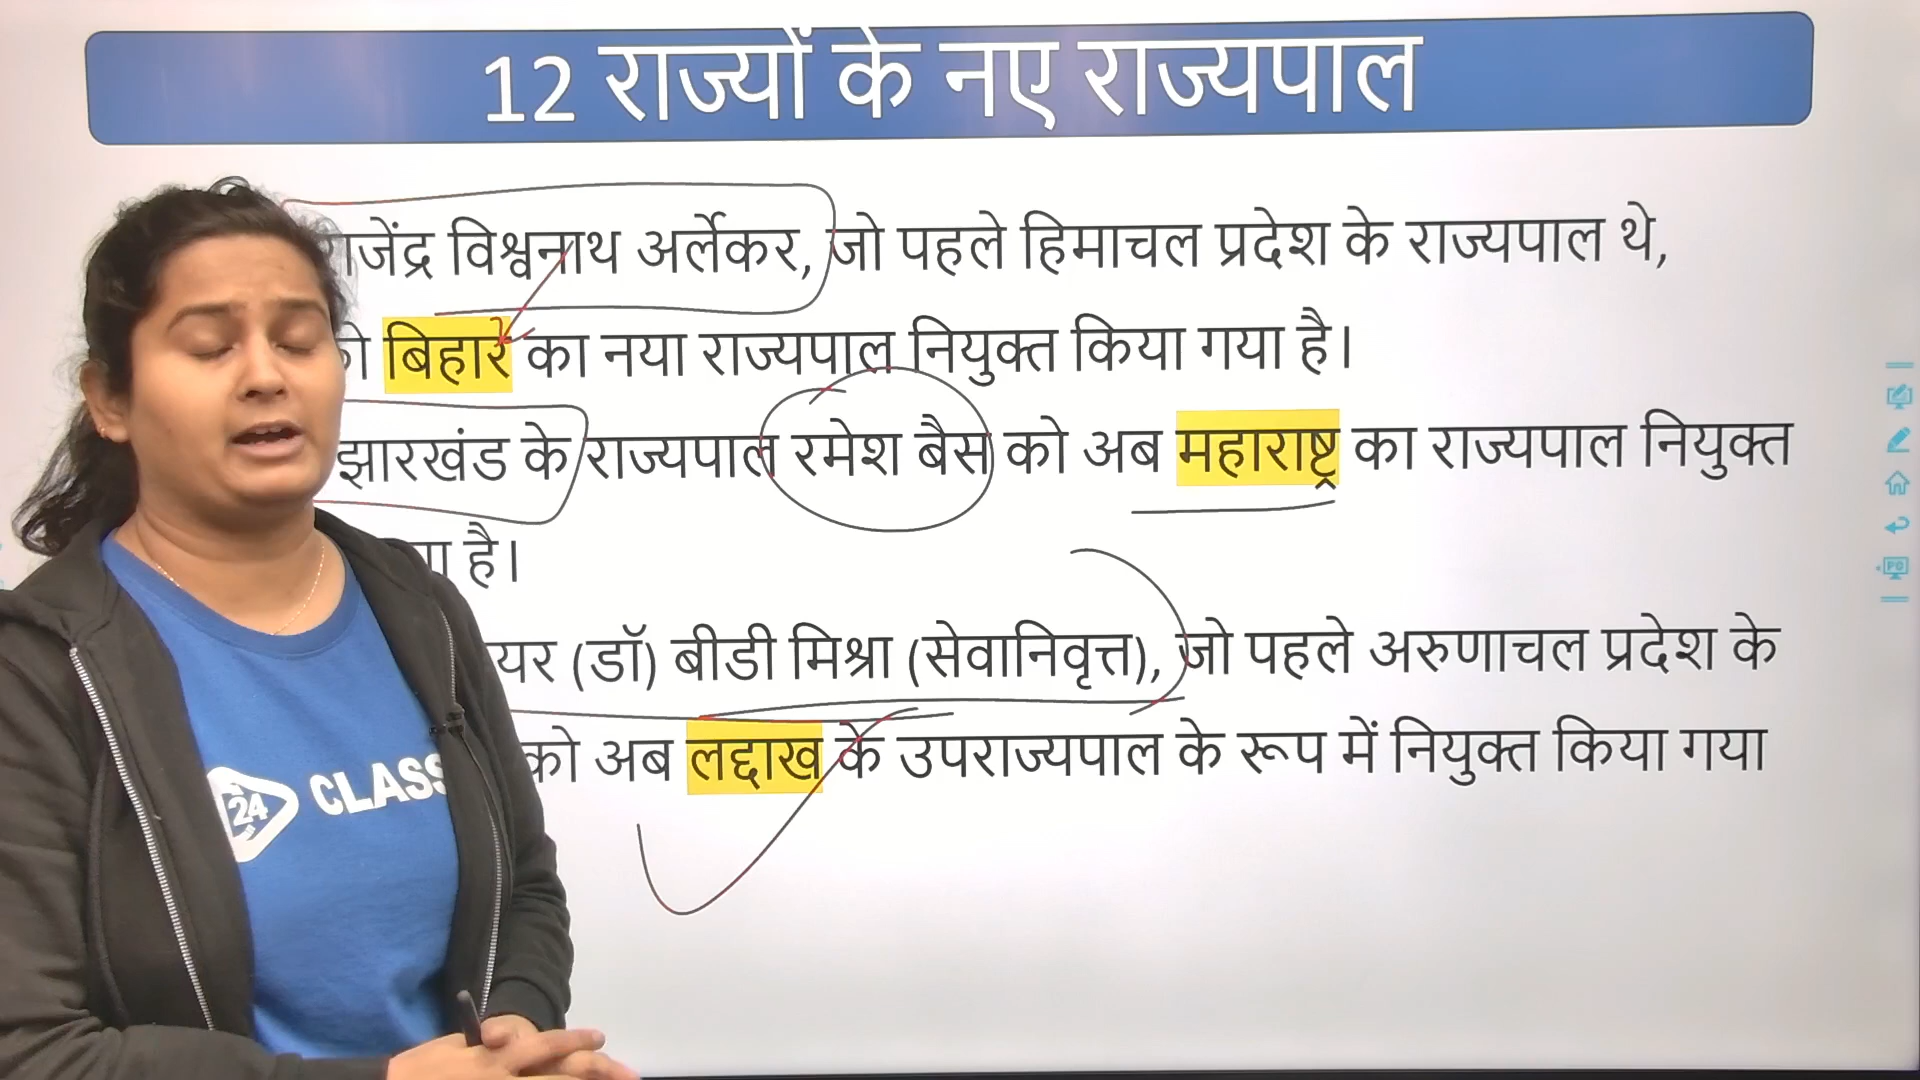 12 राज्यों के नए राज्यपाल
विश्वनाथ अर्लेकर, जो पहले हिमाचल प्रदेश के राज्यपाल थे,
बिहार का नया राज्यपाल नियुक्त किया गया है।
झारखंड के राज्यपाल रमेश बैस को अब महाराष्ट्र का राज्यपाल नियुक्त
है।
(डॉ) बीडी मिश्रा (सेवानिवृत्त), जो पहले अरुणाचल प्रदेश के
को अब लद्दाख के उपराज्यपाल के रूप में नियुक्त किया गया
24 CLASS